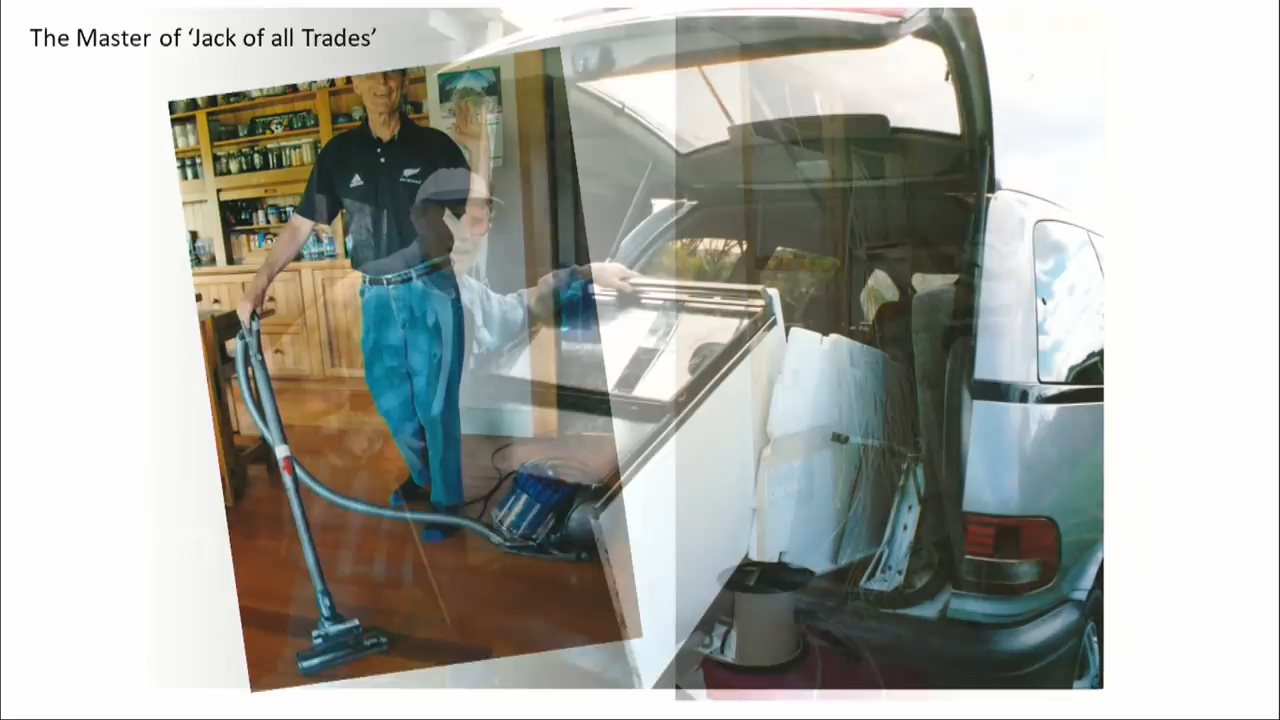 The Master of ‘Jack of all Trades’